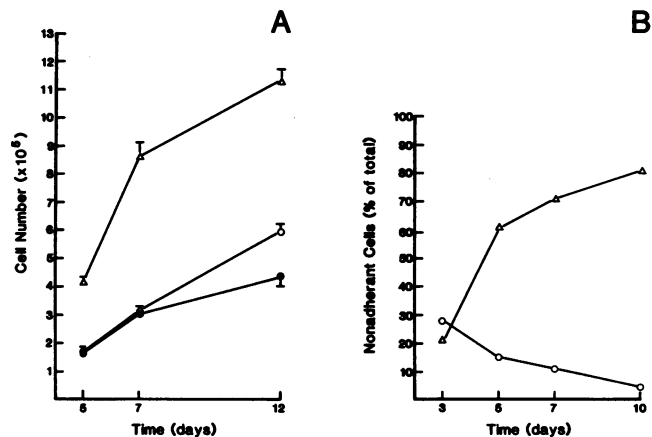 A
13
12
11
10
9
8
7
6
5
4
3
2
1
Cell Number (x10⁵)
5 7 12
Time (days)
B
100
90
80
70
60
50
40
30
20
10
Nonadherant Cells (% of total)
3 5 7 10
Time (days)